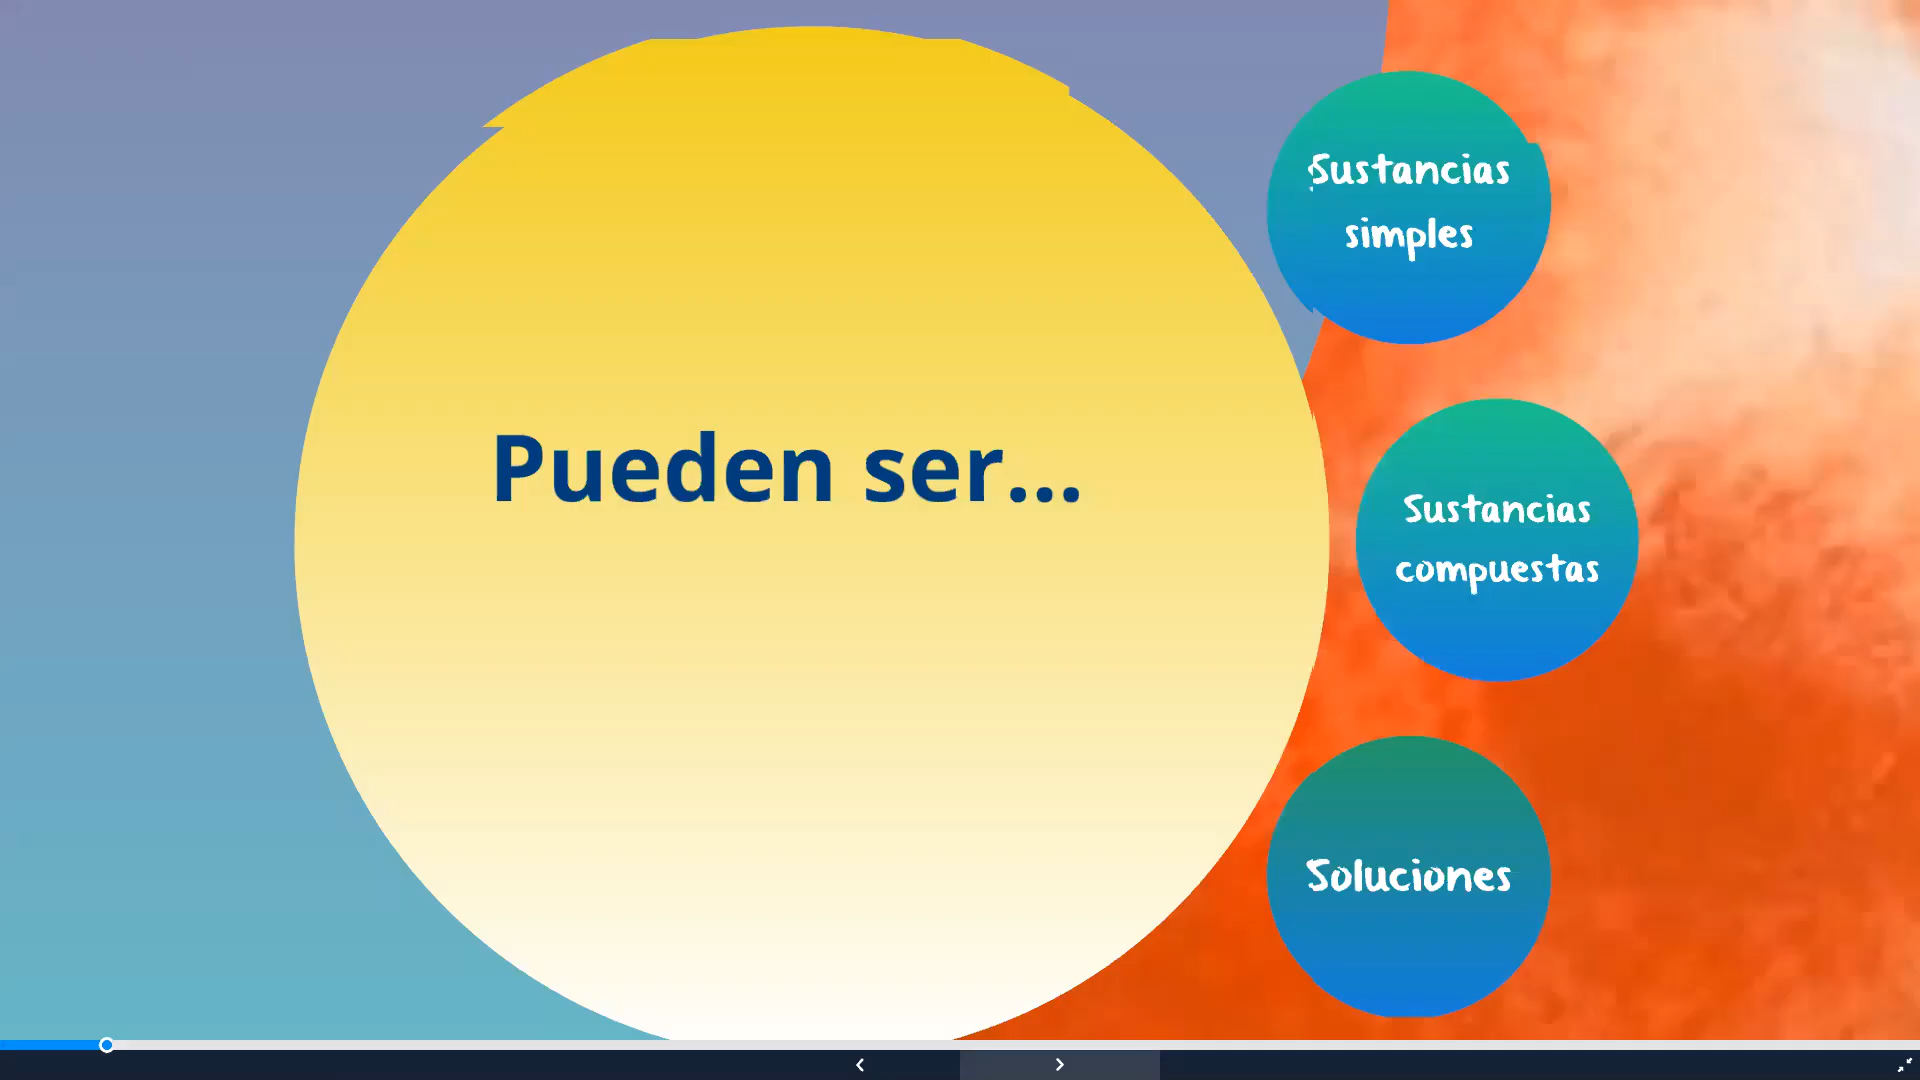 Pueden ser...
Sustancias
simples
Sustancias
compuestas
Soluciones